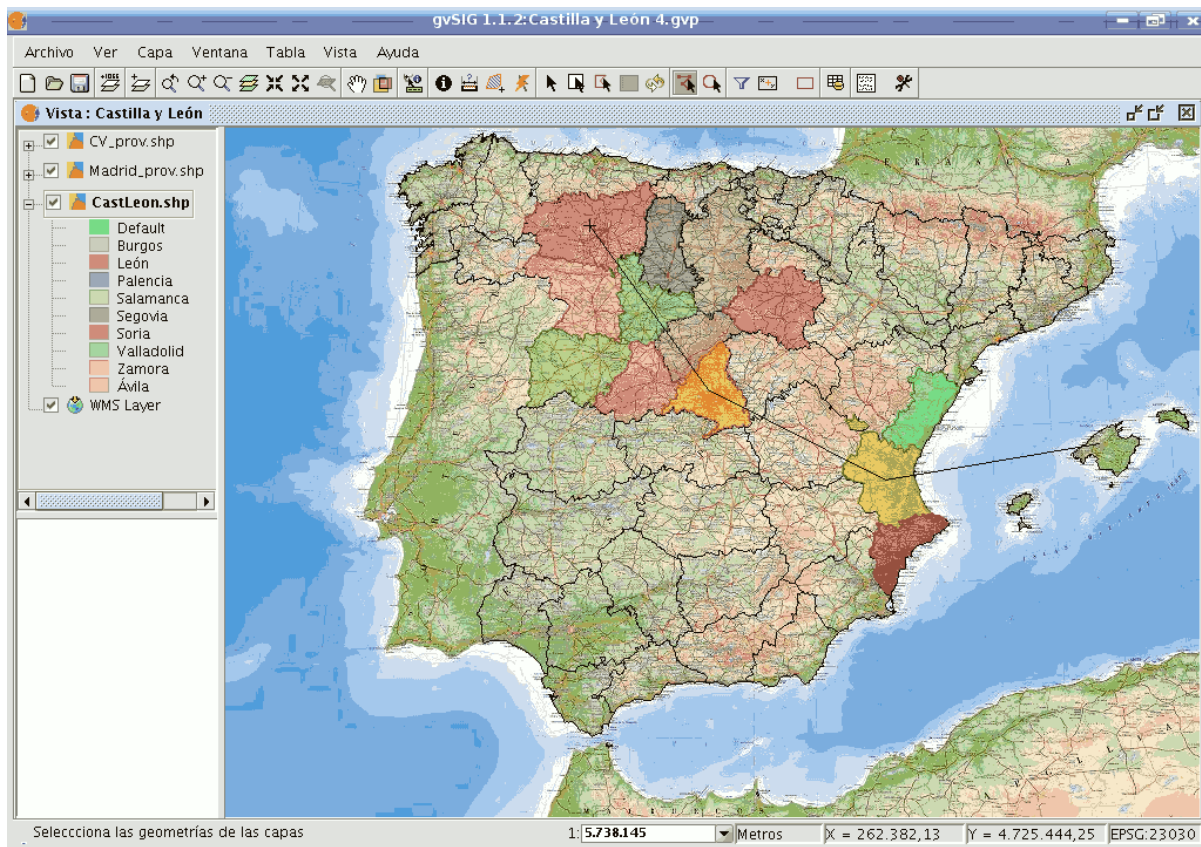 gvSIG 1.1.2:Castilla y León 4.gvp
Archivo Ver Capa Ventana Tabla Vista Ayuda
Vista : Castilla y León
CV_prov.shp
Madrid_prov.shp
CastLeon.shp
Default
Burgos
León
Palencia
Salamanca
Segovia
Soria
Valladolid
Zamora
Ávila
WMS Layer
Seleccciona las geometrías de las capas
1: 5.738.145
Metros
X = 262.382,13
Y = 4.725.444,25
EPSG:23030